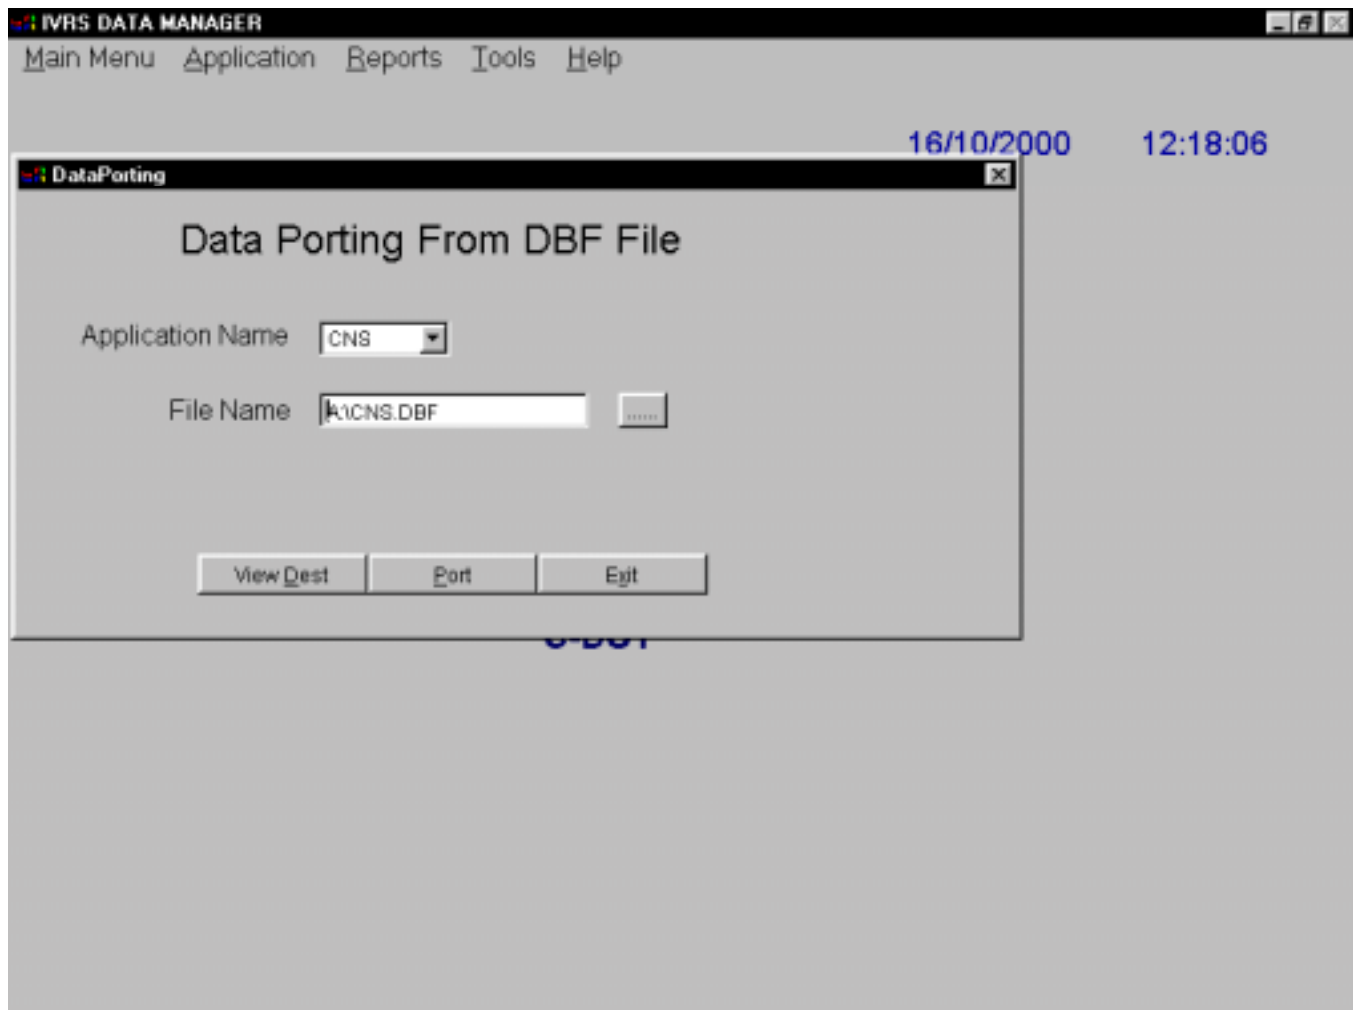 IVRS DATA MANAGER
Main Menu Application Reports Tools Help
16/10/2000 12:18:06
DataPorting
Data Porting From DBF File
Application Name CNS
File Name A:\CNS.DBF ......
View Dest Port Exit